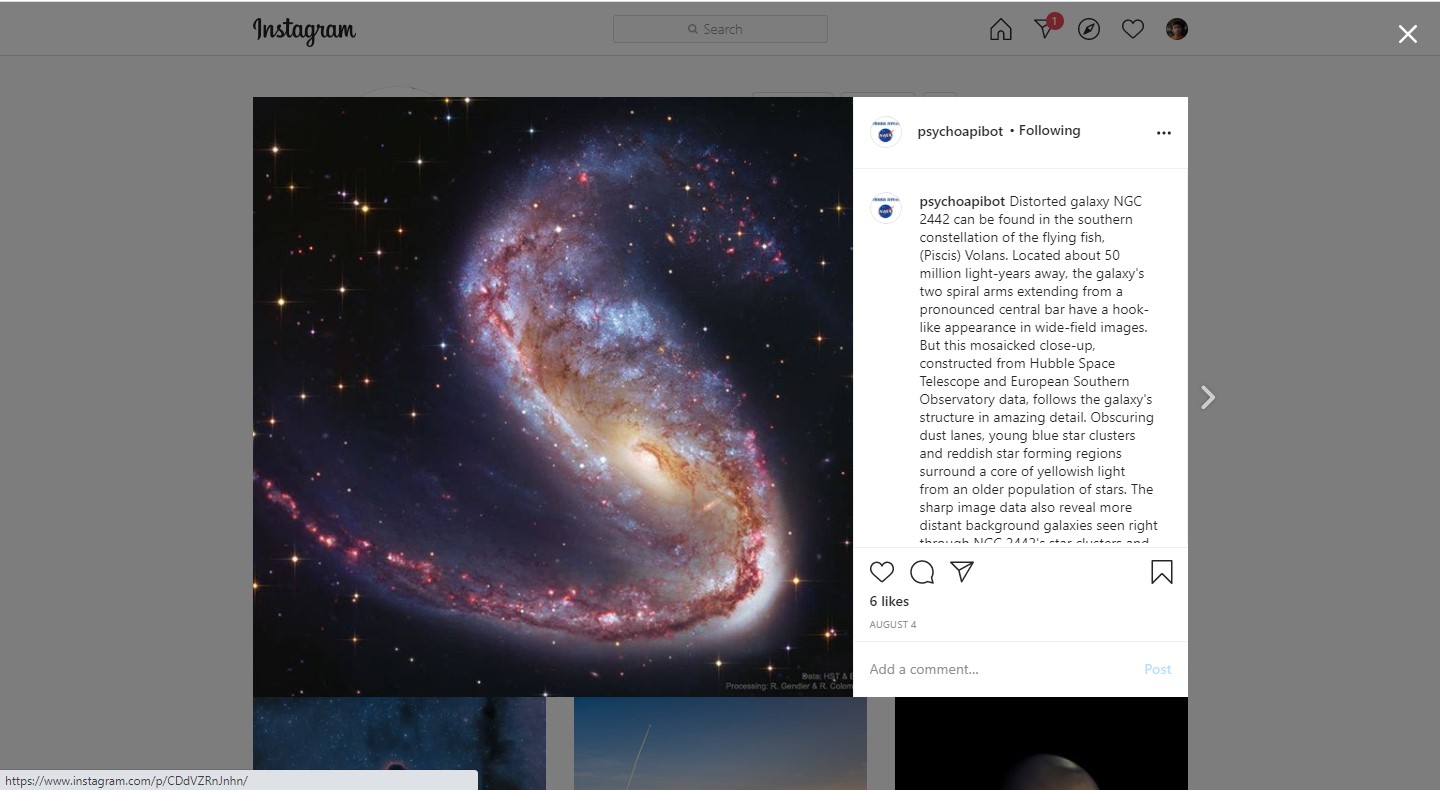 Instagram
Search
1
psychoapibot • Following
psychoapibot Distorted galaxy NGC
2442 can be found in the southern
constellation of the flying fish,
(Piscis) Volans. Located about 50
million light-years away, the galaxy's
two spiral arms extending from a
pronounced central bar have a hook-
like appearance in wide-field images.
But this mosaicked close-up,
constructed from Hubble Space
Telescope and European Southern
Observatory data, follows the galaxy's
structure in amazing detail. Obscuring
dust lanes, young blue star clusters
and reddish star forming regions
surround a core of yellowish light
from an older population of stars. The
sharp image data also reveal more
distant background galaxies seen right
through NGC 2442's star clusters and
6 likes
AUGUST 4
Add a comment... Post
Data: HST & E
Processing: R. Gendler & R. Colom
https://www.instagram.com/p/CDdVZRnJnhn/